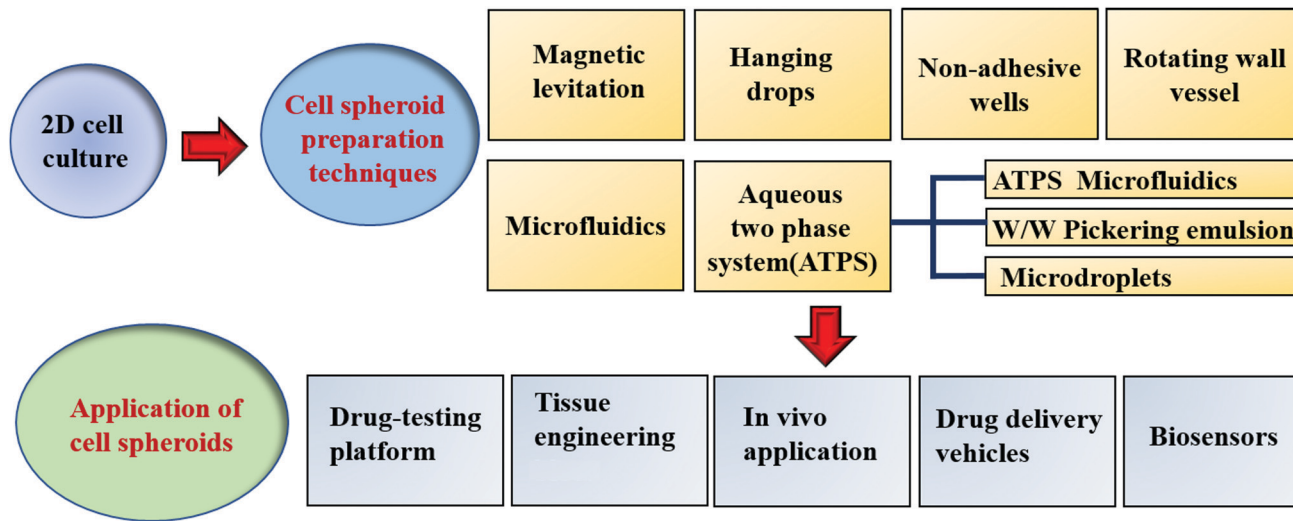 2D cell
culture
Cell spheroid
preparation
techniques
Magnetic
levitation
Hanging
drops
Non-adhesive
wells
Rotating wall
vessel
Microfluidics
Aqueous
two phase
system(ATPS)
ATPS Microfluidics
W/W Pickering emulsion
Microdroplets
Application of
cell spheroids
Drug-testing
platform
Tissue
engineering
In vivo
application
Drug delivery
vehicles
Biosensors